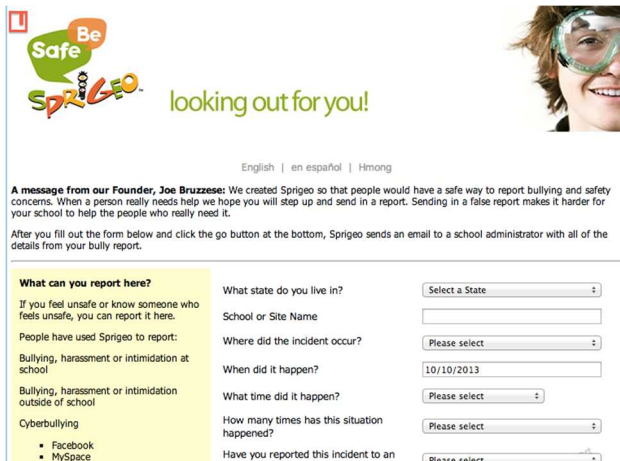 Be
Safe
SPRIGEO
looking out for you!
English | en español | Hmong
A message from our Founder, Joe Bruzzese: We created Sprigeo so that people would have a safe way to report bullying and safety
concerns. When a person really needs help we hope you will step up and send in a report. Sending in a false report makes it harder for
your school to help the people who really need it.
After you fill out the form below and click the go button at the bottom, Sprigeo sends an email to a school administrator with all of the
details from your bully report.
What can you report here?
If you feel unsafe or know someone who
feels unsafe, you can report it here.
People have used Sprigeo to report:
Bullying, harassment or intimidation at
school
Bullying, harassment or intimidation
outside of school
Cyberbullying
Facebook
MySpace
What state do you live in? Select a State
School or Site Name
Where did the incident occur? Please select
When did it happen? 10/10/2013
What time did it happen? Please select
How many times has this situation
happened? Please select
Have you reported this incident to an
Please select